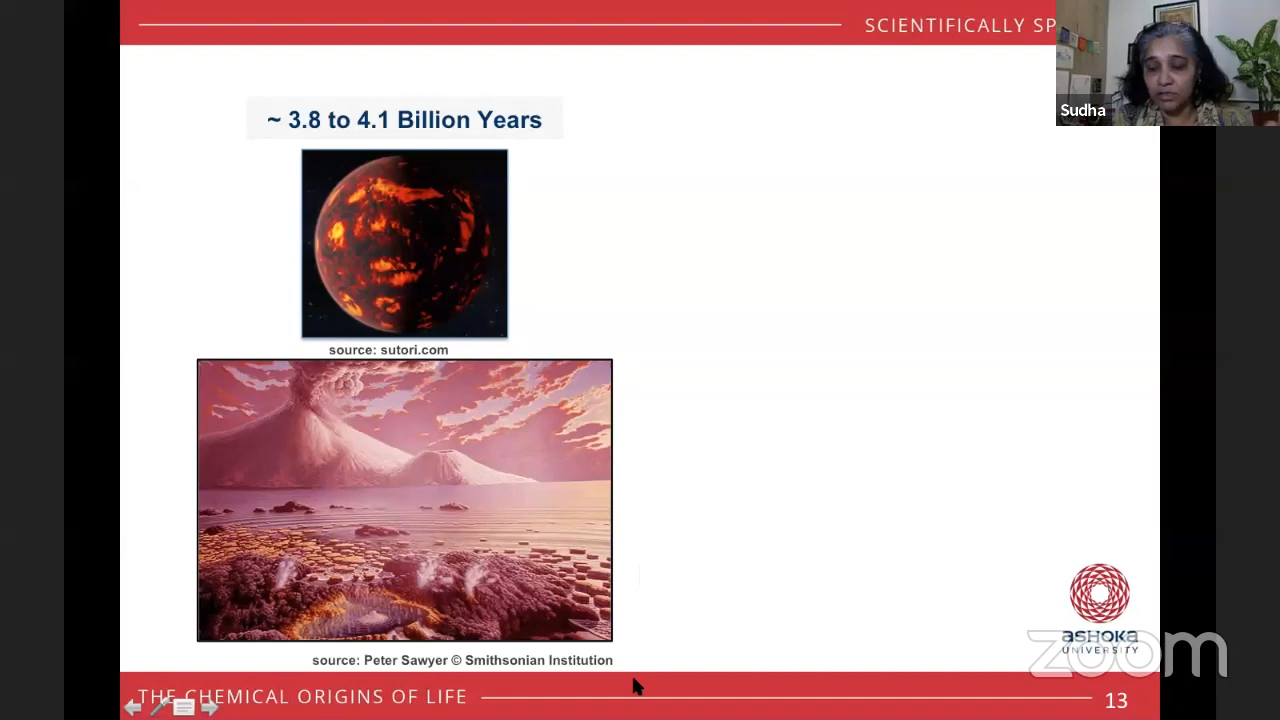 SCIENTIFICALLY SP
Sudha
~ 3.8 to 4.1 Billion Years
source: sutori.com
source: Peter Sawyer © Smithsonian Institution
ASHOKA
UNIVERSITY
zoom
THE CHEMICAL ORIGINS OF LIFE
13